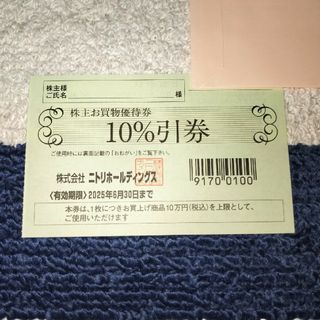 株主様
ご氏名 様
株主お買物優待券
10%引券
ご使用時には裏面記載の「おねがい」をご覧下さい。
株式会社 ニトリホールディングス
〈有効期限〉2025年6月30日まで
9170 0100
本券は、1枚につきお買上げ商品10万円(税込)を上限として、
ご使用いただけます